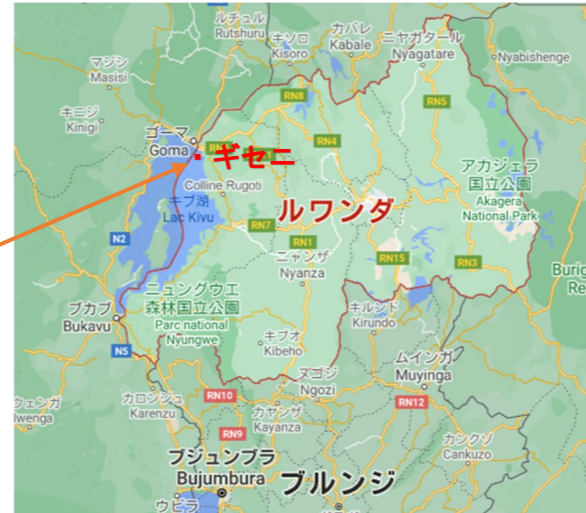 ルチュル
Rutshuru
キソロ
Kisoro
カバレ
Kabale
ニヤガタール
Nyagatare
Nyabishenge
マシシ
Masisi
RN8
RN5
キニジ
Kinigi
ゴーマ
Goma
RN4
ギセニ
アカジェラ
国立公園
Akagera
National Park
Colline Rugoti
キブ湖
Lac Kivu
ルワンダ
N2
RN7
RN1
ニャンザ
Nyanza
RN15
RN3
ニュングウエ
森林国立公園
Parc national
Nyungwe
ブカブ
Bukavu
キルンド
Kirundo
キブオ
Kibeho
N5
ムインガ
Muyinga
ヌゴジ
Ngozi
カロンジュ
Karenzu
RN10
RN12
カヤンザ
Kayanza
RN9
カンクゾ
Cankuzo
ブジュンブラ
Bujumbura
ブルンジ
ウビラ